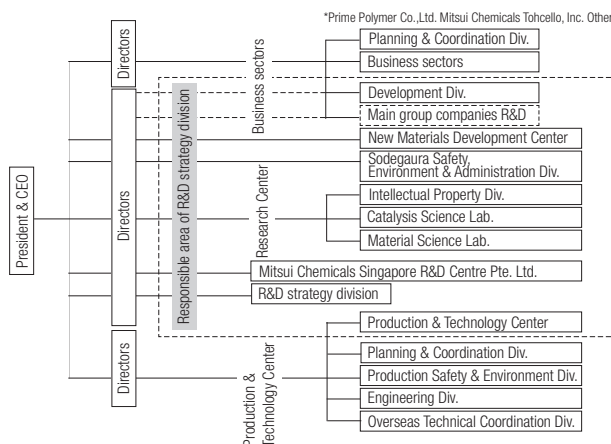 *Prime Polymer Co.,Ltd. Mitsui Chemicals Tohcello, Inc. Other
President & CEO
Directors
Directors
Directors
Responsible area of R&D strategy division
Business sectors
Planning & Coordination Div.
Business sectors
Development Div.
Main group companies R&D
New Materials Development Center
Sodegaura Safety,
Environment & Administration Div.
Research Center
Intellectual Property Div.
Catalysis Science Lab.
Material Science Lab.
Mitsui Chemicals Singapore R&D Centre Pte. Ltd.
R&D strategy division
Production &
Technology Center
Production & Technology Center
Planning & Coordination Div.
Production Safety & Environment Div.
Engineering Div.
Overseas Technical Coordination Div.